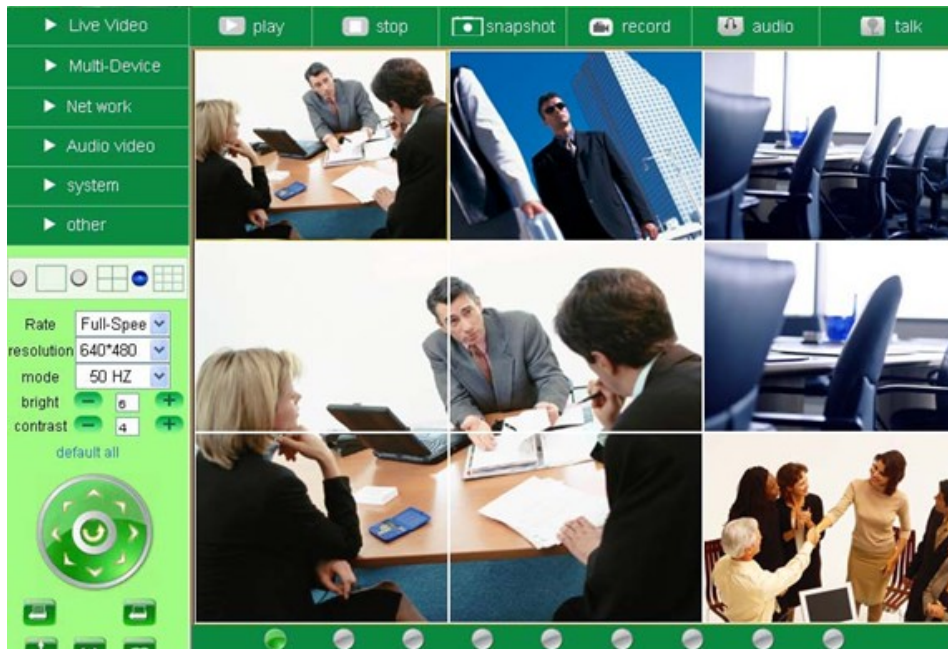 Live Video
play
stop
snapshot
record
audio
talk
Multi-Device
Net work
Audio video
system
other
Rate Full-Spee
resolution 640*480
mode 50 HZ
bright 6
contrast 4
default all